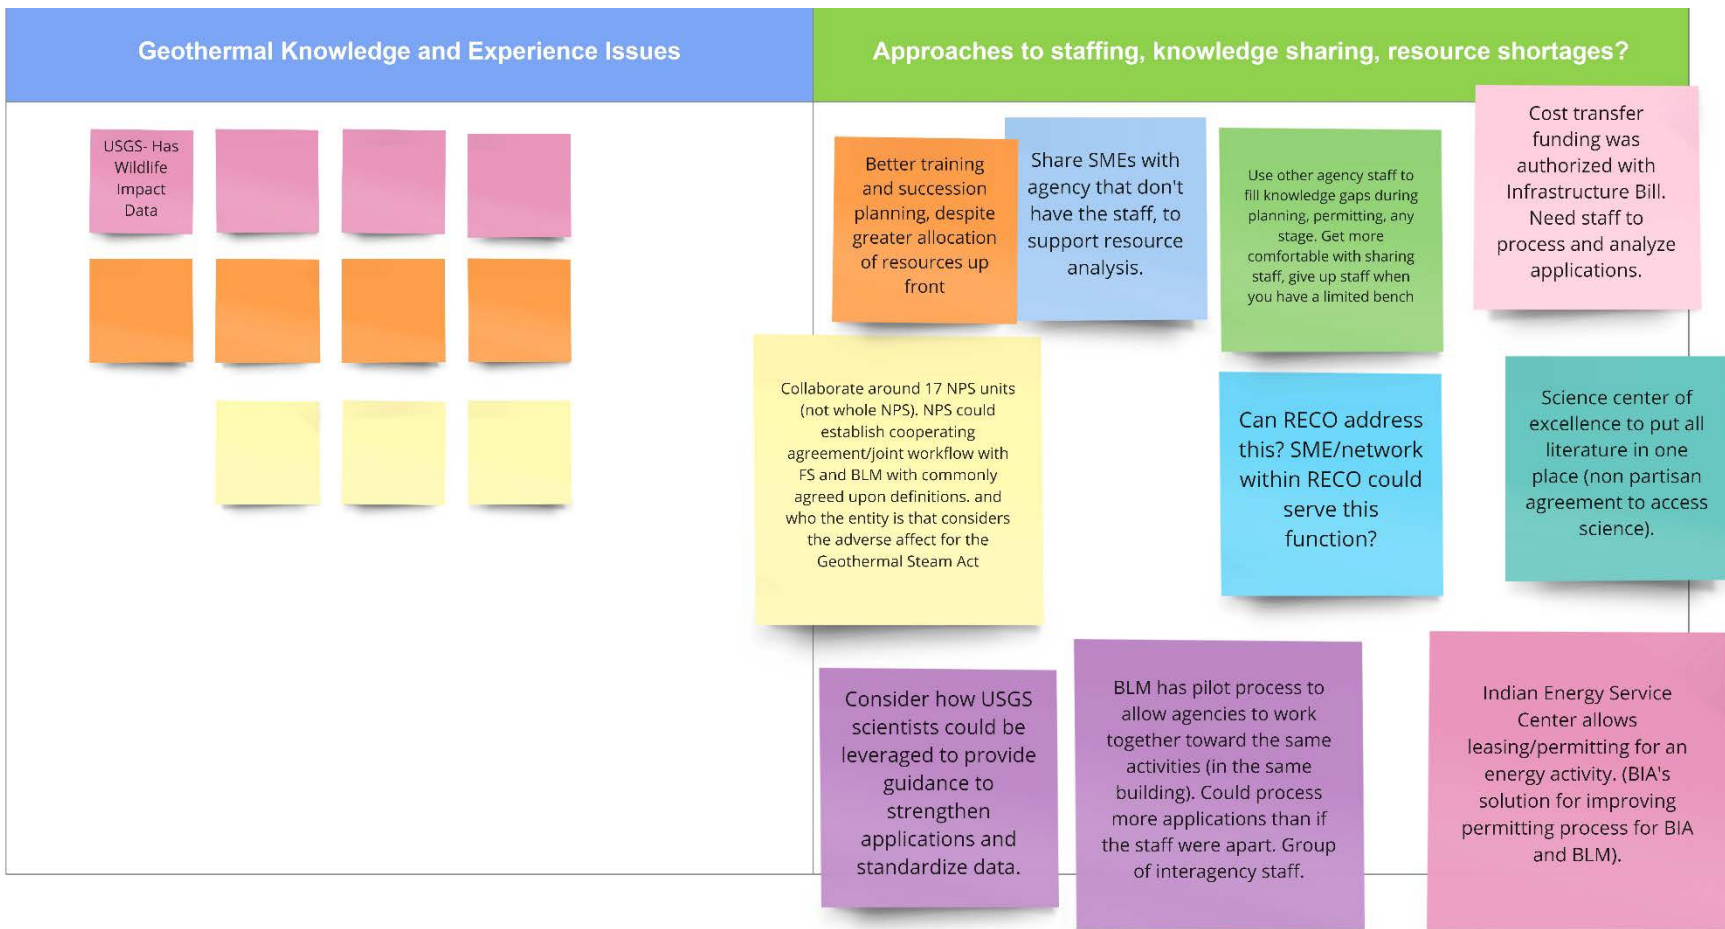 Geothermal Knowledge and Experience Issues
Approaches to staffing, knowledge sharing, resource shortages?
USGS- Has
Wildlife
Impact
Data
Better training
and succession
planning, despite
greater allocation
of resources up
front
Share SMEs with
agency that don't
have the staff, to
support resource
analysis.
Use other agency staff to
fill knowledge gaps during
planning, permitting, any
stage. Get more
comfortable with sharing
staff, give up staff when
you have a limited bench
Cost transfer
funding was
authorized with
Infrastructure Bill.
Need staff to
process and analyze
applications.
Collaborate around 17 NPS units
(not whole NPS). NPS could
establish cooperating
agreement/joint workflow with
FS and BLM with commonly
agreed upon definitions. and
who the entity is that considers
the adverse affect for the
Geothermal Steam Act
Can RECO address
this? SME/network
within RECO could
serve this
function?
Science center of
excellence to put all
literature in one
place (non partisan
agreement to access
science).
Consider how USGS
scientists could be
leveraged to provide
guidance to
strengthen
applications and
standardize data.
BLM has pilot process to
allow agencies to work
together toward the same
activities (in the same
building). Could process
more applications than if
the staff were apart. Group
of interagency staff.
Indian Energy Service
Center allows
leasing/permitting for an
energy activity. (BIA's
solution for improving
permitting process for BIA
and BLM).